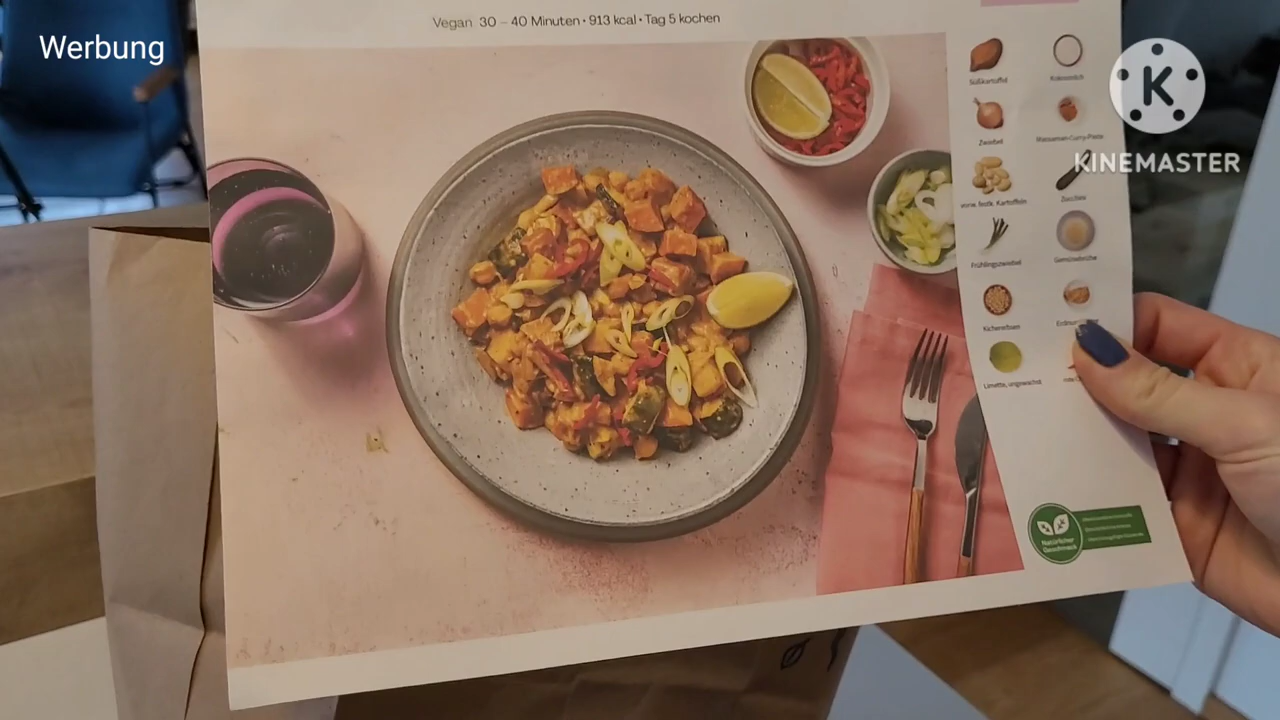 Werbung
Vegan 30 – 40 Minuten • 913 kcal • Tag 5 kochen
K
KINEMASTER
Süßkartoffel
Kokosmilch
Zwiebel
Massaman-Curry-Paste
vorw. festk. Kartoffeln
Zucchini
Frühlingszwiebel
Gemüsebrühe
Kichererbsen
Limette, ungewachst
Natürlicher
Geschmack